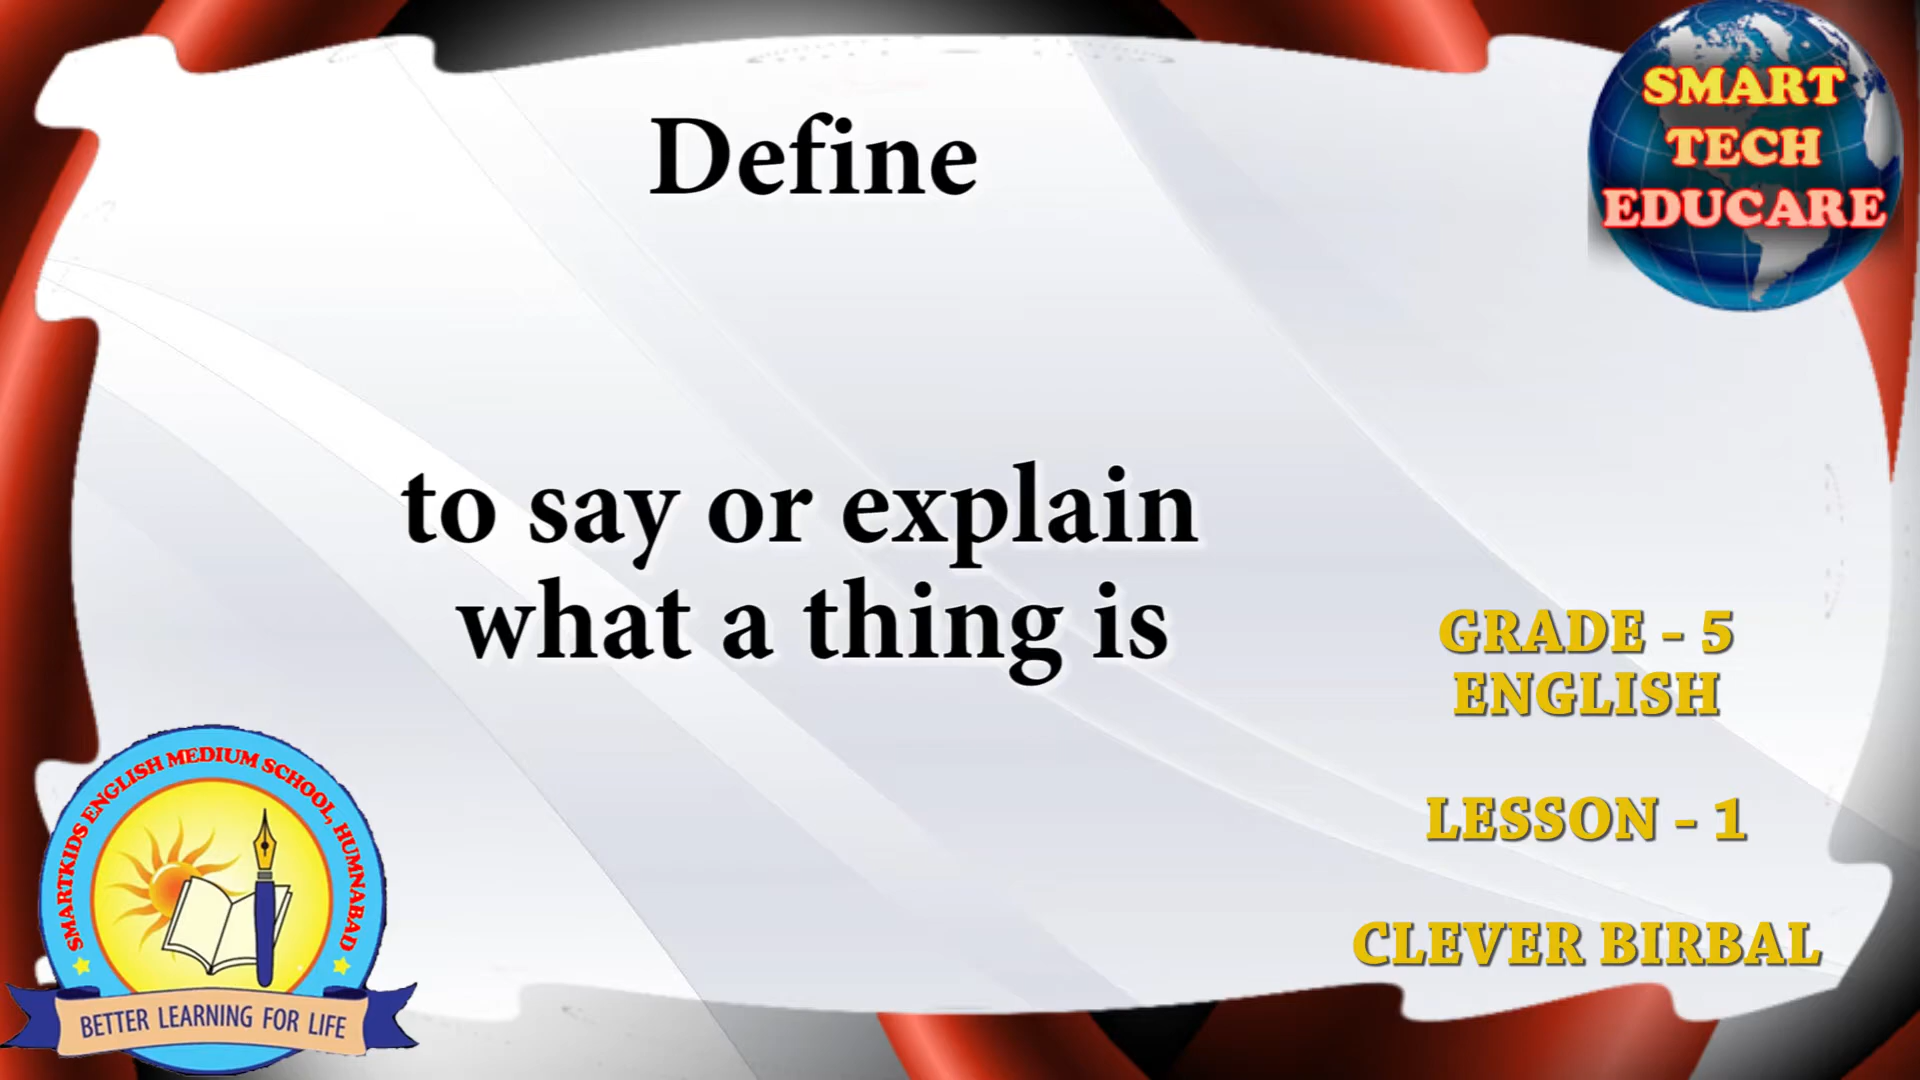 Define
SMART
TECH
EDUCARE
to say or explain
what a thing is
GRADE - 5
ENGLISH
LESSON - 1
CLEVER BIRBAL
SMARTKIDS ENGLISH MEDIUM SCHOOL, HUMNABAD
BETTER LEARNING FOR LIFE